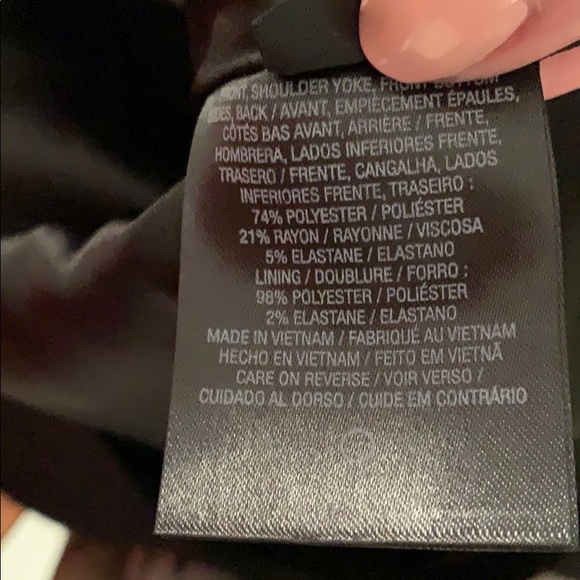 SHOULDER YOKE, FRONT BOTTOM
SIDES, BACK / AVANT, EMPIÈCEMENT ÉPAULES,
CÔTÉS BAS AVANT, ARRIÈRE / FRENTE,
HOMBRERA, LADOS INFERIORES FRENTE,
TRASERO / FRENTE, CANGALHA, LADOS
INFERIORES FRENTE, TRASEIRO :
74% POLYESTER / POLIÉSTER
21% RAYON / RAYONNE / VISCOSA
5% ELASTANE / ELASTANO
LINING / DOUBLURE / FORRO :
98% POLYESTER / POLIÉSTER
2% ELASTANE / ELASTANO
MADE IN VIETNAM / FABRIQUÉ AU VIETNAM
HECHO EN VIETNAM / FEITO EM VIETNÃ
CARE ON REVERSE / VOIR VERSO /
CUIDADO AL DORSO / CUIDE EM CONTRÁRIO